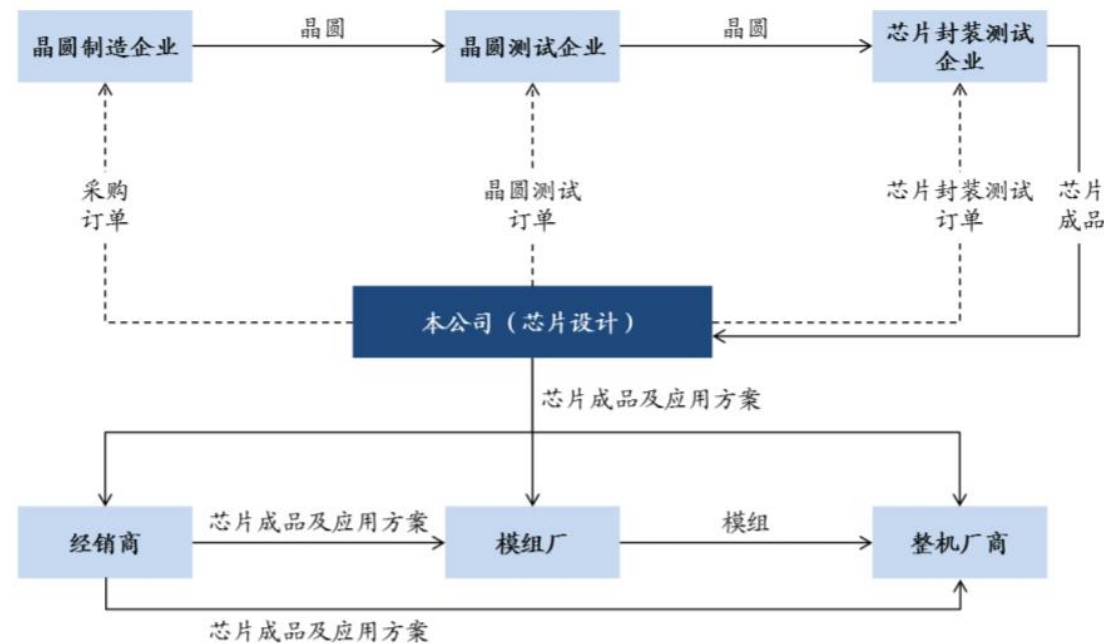 晶圆
晶圆
晶圆制造企业
晶圆测试企业
芯片封装测试
企业
采购
订单
晶圆测试
订单
芯片封装测试
订单
芯片
成品
本公司（芯片设计）
芯片成品及应用方案
芯片成品及应用方案
模组
经销商
模组厂
整机厂商
芯片成品及应用方案